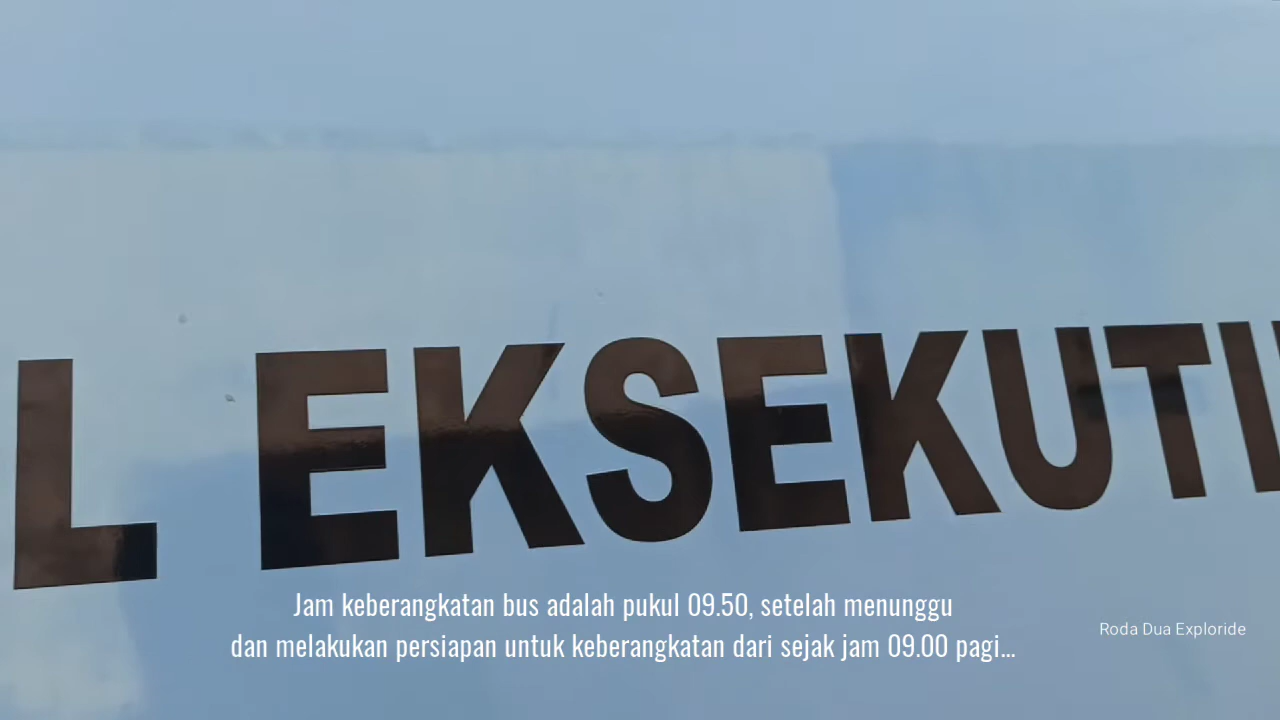 L EKSEKUTI
Jam keberangkatan bus adalah pukul 09.50, setelah menunggu
dan melakukan persiapan untuk keberangkatan dari sejak jam 09.00 pagi...
Roda Dua Exploride